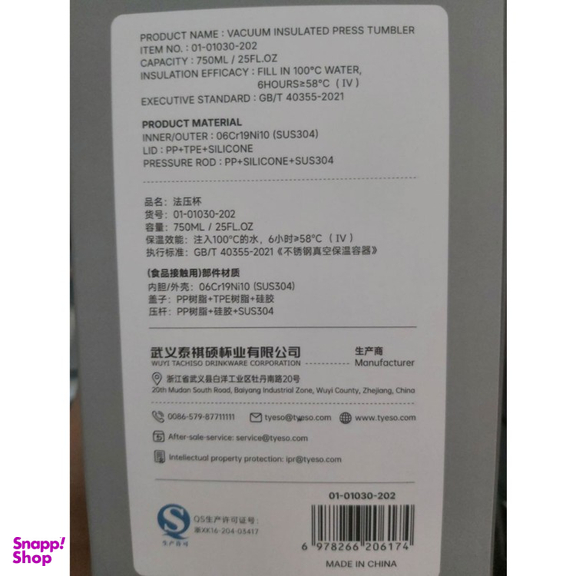 PRODUCT NAME : VACUUM INSULATED PRESS TUMBLER
ITEM NO. : 01-01030-202
CAPACITY : 750ML / 25FL.OZ
INSULATION EFFICACY : FILL IN 100°C WATER,
6HOURS≥58°C ( IV )
EXECUTIVE STANDARD : GB/T 40355-2021
PRODUCT MATERIAL
INNER/OUTER : 06Cr19Ni10 (SUS304)
LID : PP+TPE+SILICONE
PRESSURE ROD : PP+SILICONE+SUS304
品名: 法压杯
货号: 01-01030-202
容量: 750ML / 25FL.OZ
保温效能: 注入100°C的水，6小时≥58°C ( IV )
执行标准: GB/T 40355-2021《不锈钢真空保温容器》
(食品接触用)部件材质
内胆/外壳: 06Cr19Ni10 (SUS304)
盖子: PP树脂+TPE树脂+硅胶
压杆: PP树脂+硅胶+SUS304
武义泰祺硕杯业有限公司 生产商
WUYI TACHISO DRINKWARE CORPORATION Manufacturer
浙江省武义县白洋工业区牡丹南路20号
20th Mudan South Road, Baiyang Industrial Zone, Wuyi County, Zhejiang, China
0086-579-87711111 tyeso@tyeso.com www.tyeso.com
After-sale-service: service@tyeso.com
Intellectual property protection: ipr@tyeso.com
QS生产许可证号:
浙XK16-204-03417
生产许可
01-01030-202
6 978266 206174
MADE IN CHINA
Snapp!
Shop